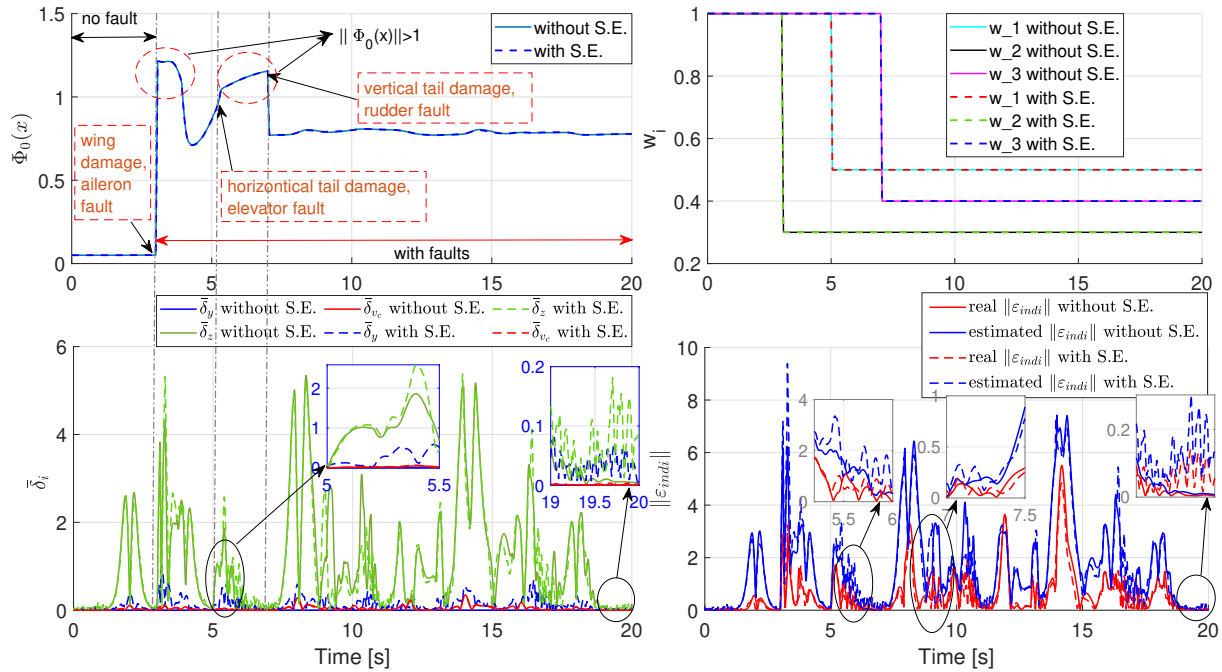 no fault
|| Φ_0(x)||>1
without S.E.
with S.E.
vertical tail damage,
rudder fault
wing
damage,
aileron
fault
horizontical tail damage,
elevator fault
with faults
Φ_0(x)
1.5
1
0.5
0
0 5 10 15 20
w_1 without S.E.
w_2 without S.E.
w_3 without S.E.
w_1 with S.E.
w_2 with S.E.
w_3 with S.E.
w_i
1
0.8
0.6
0.4
0.2
0 5 10 15 20
δ̄_y without S.E. δ̄_{v_c} without S.E. δ̄_z with S.E.
δ̄_z without S.E. δ̄_y with S.E. δ̄_{v_c} with S.E.
δ̄_i
6
4
2
0
0 5 10 15 20
Time [s]
2
1
0
5 5.5
0.2
0.1
0
19 19.5 20
real ‖ε_{indi}‖ without S.E.
estimated ‖ε_{indi}‖ without S.E.
real ‖ε_{indi}‖ with S.E.
estimated ‖ε_{indi}‖ with S.E.
‖ε_{indi}‖
10
8
6
4
2
0
0 5 10 15 20
Time [s]
4
2
0
5.5 6
1
0.5
0
7 7.5
0.2
0